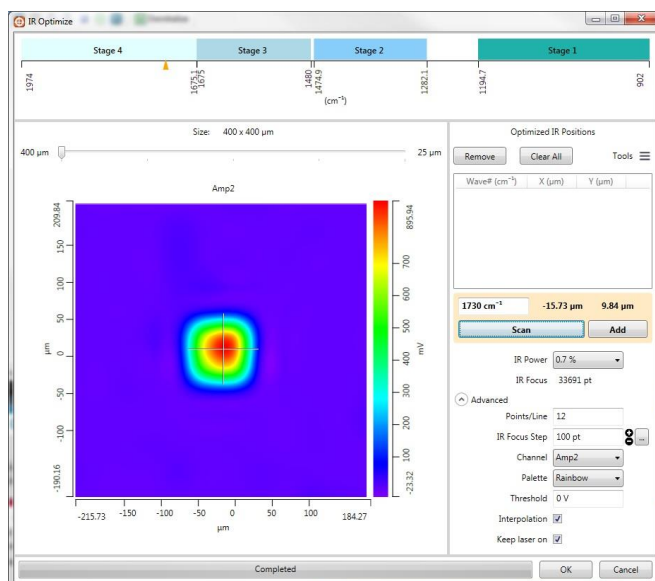 IR Optimize
Stage 4
Stage 3
Stage 2
Stage 1
1974
1675.1
1675
1480
1474.9
1282.1
1194.7
902
(cm⁻¹)
Size: 400 x 400 µm
400 µm
25 µm
Amp2
209.84
150
100
50
0
-50
-100
-190.16
µm
-215.73
-150
-100
-50
0
50
100
184.27
µm
895.94
700
600
500
400
300
200
100
-23.32
mV
Optimized IR Positions
Remove
Clear All
Tools
Wave# (cm⁻¹) X (µm) Y (µm)
1730 cm⁻¹ -15.73 µm 9.84 µm
Scan
Add
IR Power 0.7 %
IR Focus 33691 pt
Advanced
Points/Line 12
IR Focus Step 100 pt ...
Channel Amp2
Palette Rainbow
Threshold 0 V
Interpolation
Keep laser on
Completed
OK
Cancel